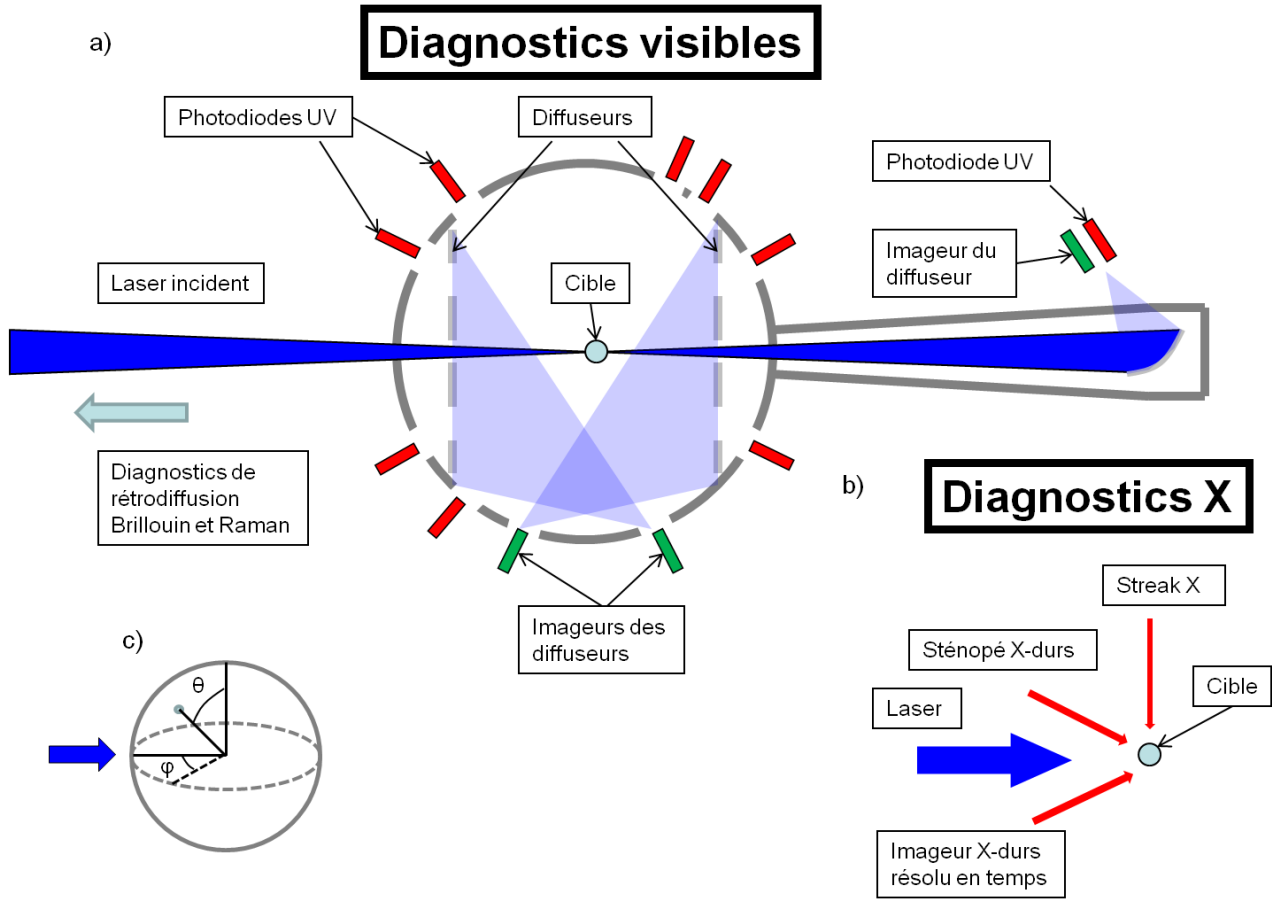 a)
Diagnostics visibles
Photodiodes UV
Diffuseurs
Photodiode UV
Imageur du
diffuseur
Laser incident
Cible
Diagnostics de
rétrodiffusion
Brillouin et Raman
Imageurs des
diffuseurs
b)
Diagnostics X
Streak X
Sténopé X-durs
Cible
Laser
Imageur X-durs
résolu en temps
c)
θ
φ